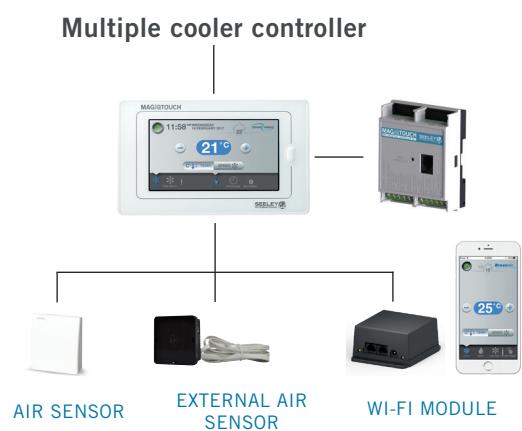 Multiple cooler controller
MAGIQTOUCH
11:58
21°C
SEELEY
MAGIQTOUCH
SEELEY
25°C
AIR SENSOR
EXTERNAL AIR
SENSOR
WI-FI MODULE